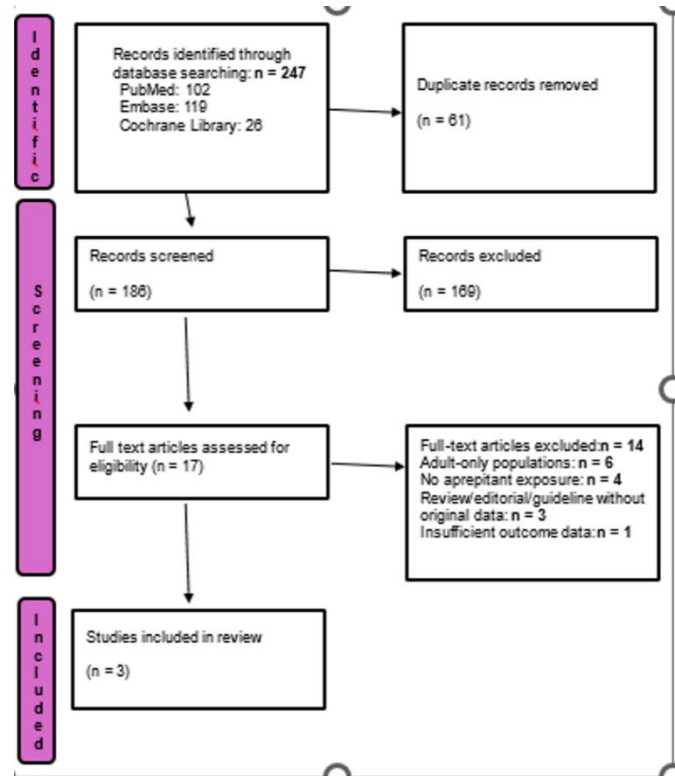 Identific
Records identified through
database searching: n = 247
PubMed: 102
Embase: 119
Cochrane Library: 26
Duplicate records removed
(n = 61)
Screening
Records screened
(n = 186)
Records excluded
(n = 169)
Full text articles assessed for
eligibility (n = 17)
Full-text articles excluded:n = 14
Adult-only populations: n = 6
No aprepitant exposure: n = 4
Review/editorial/guideline without
original data: n = 3
Insufficient outcome data:n = 1
Included
Studies included in review
(n = 3)